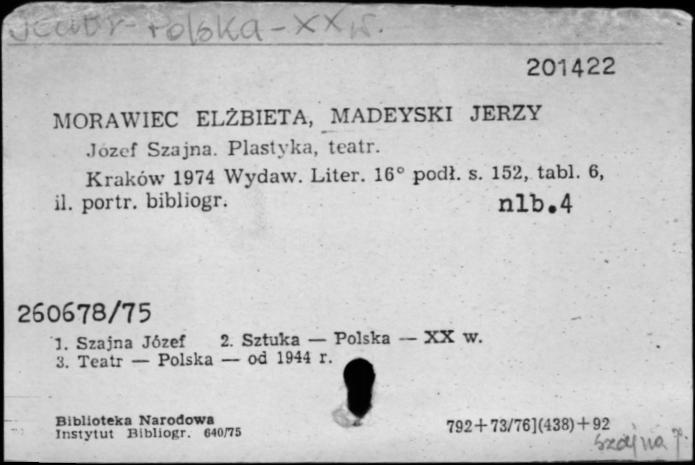 Teatr-Polska-XX w.
201422
MORAWIEC ELŻBIETA, MADEYSKI JERZY
Józef Szajna. Plastyka, teatr.
Kraków 1974 Wydaw. Liter. 16° podł. s. 152, tabl. 6,
il. portr. bibliogr. nlb.4
260678/75
1. Szajna Józef 2. Sztuka — Polska — XX w.
3. Teatr — Polska — od 1944 r.
Biblioteka Narodowa 792+73/76](438)+92
Instytut Bibliogr. 640/75
Szajna J.